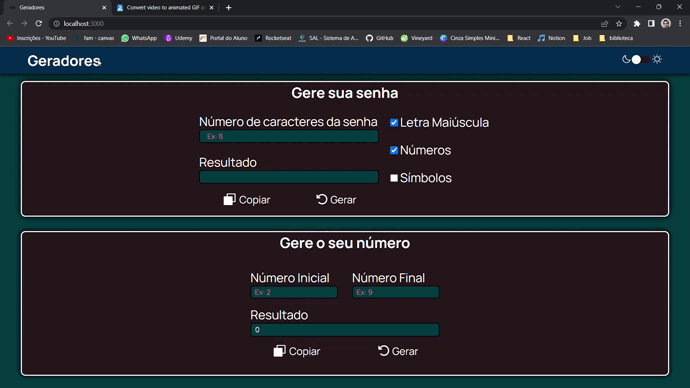 Geradores
Convert video to animated GIF
localhost:3000
Inscrições - YouTube
fam - canvas
WhatsApp
Udemy
Portal do Aluno
Rocketseat
SAL - Sistema de A...
GitHub
Vineyard
Cinza Simples Mini...
React
Notion
Job
biblioteca
Geradores
Gere sua senha
Número de caracteres da senha
Ex: 8
Letra Maiúscula
Números
Resultado
Símbolos
Copiar
Gerar
Gere o seu número
Número Inicial
Número Final
Ex: 2
Ex: 9
Resultado
0
Copiar
Gerar